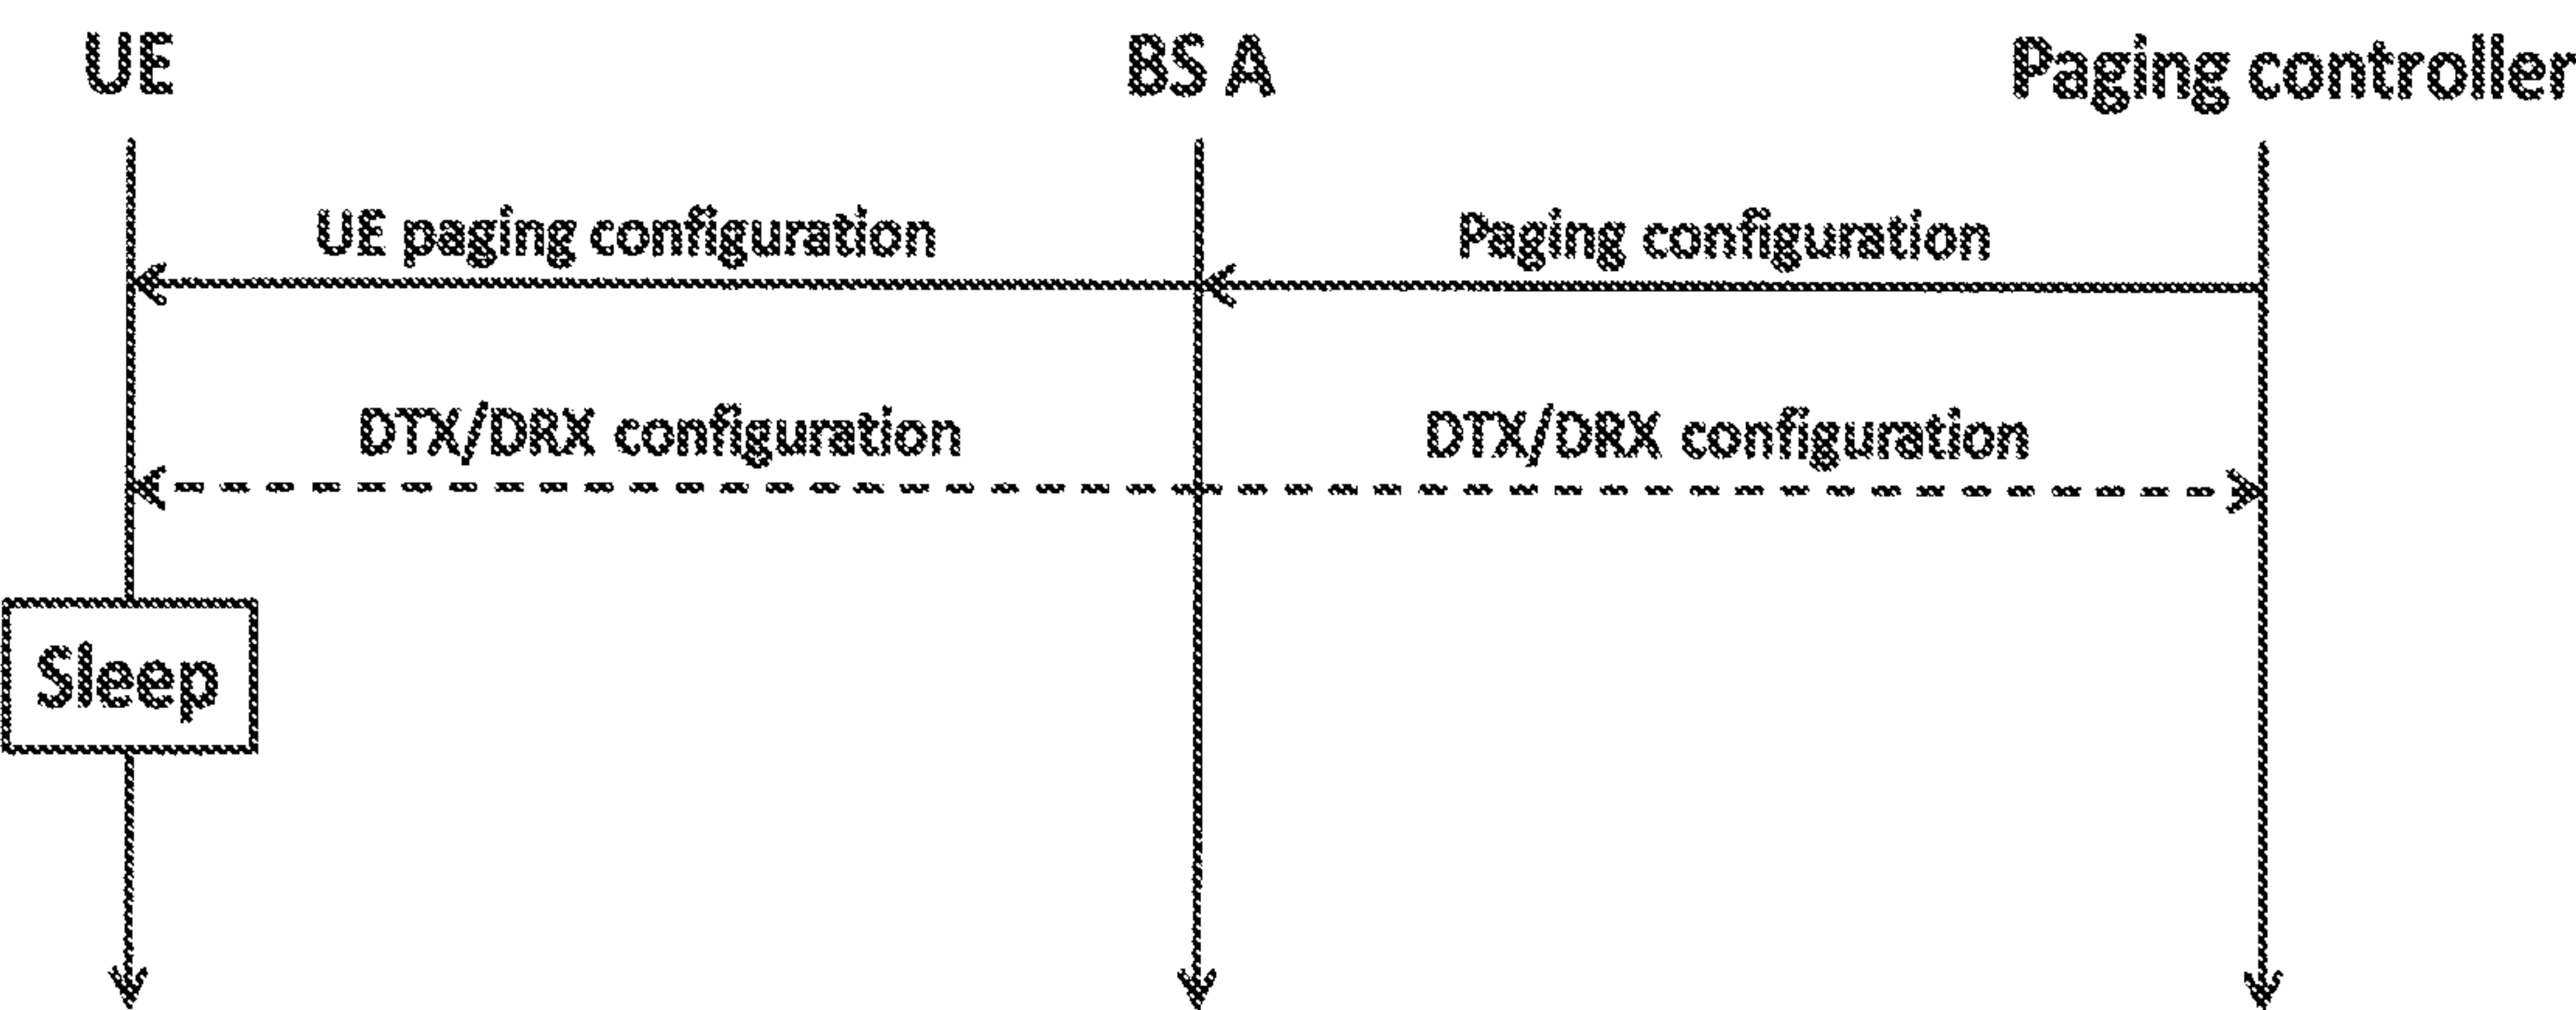 UE
BS A
Paging controller
UE paging configuration
Paging configuration
DTX/DRX configuration
DTX/DRX configuration
Sleep